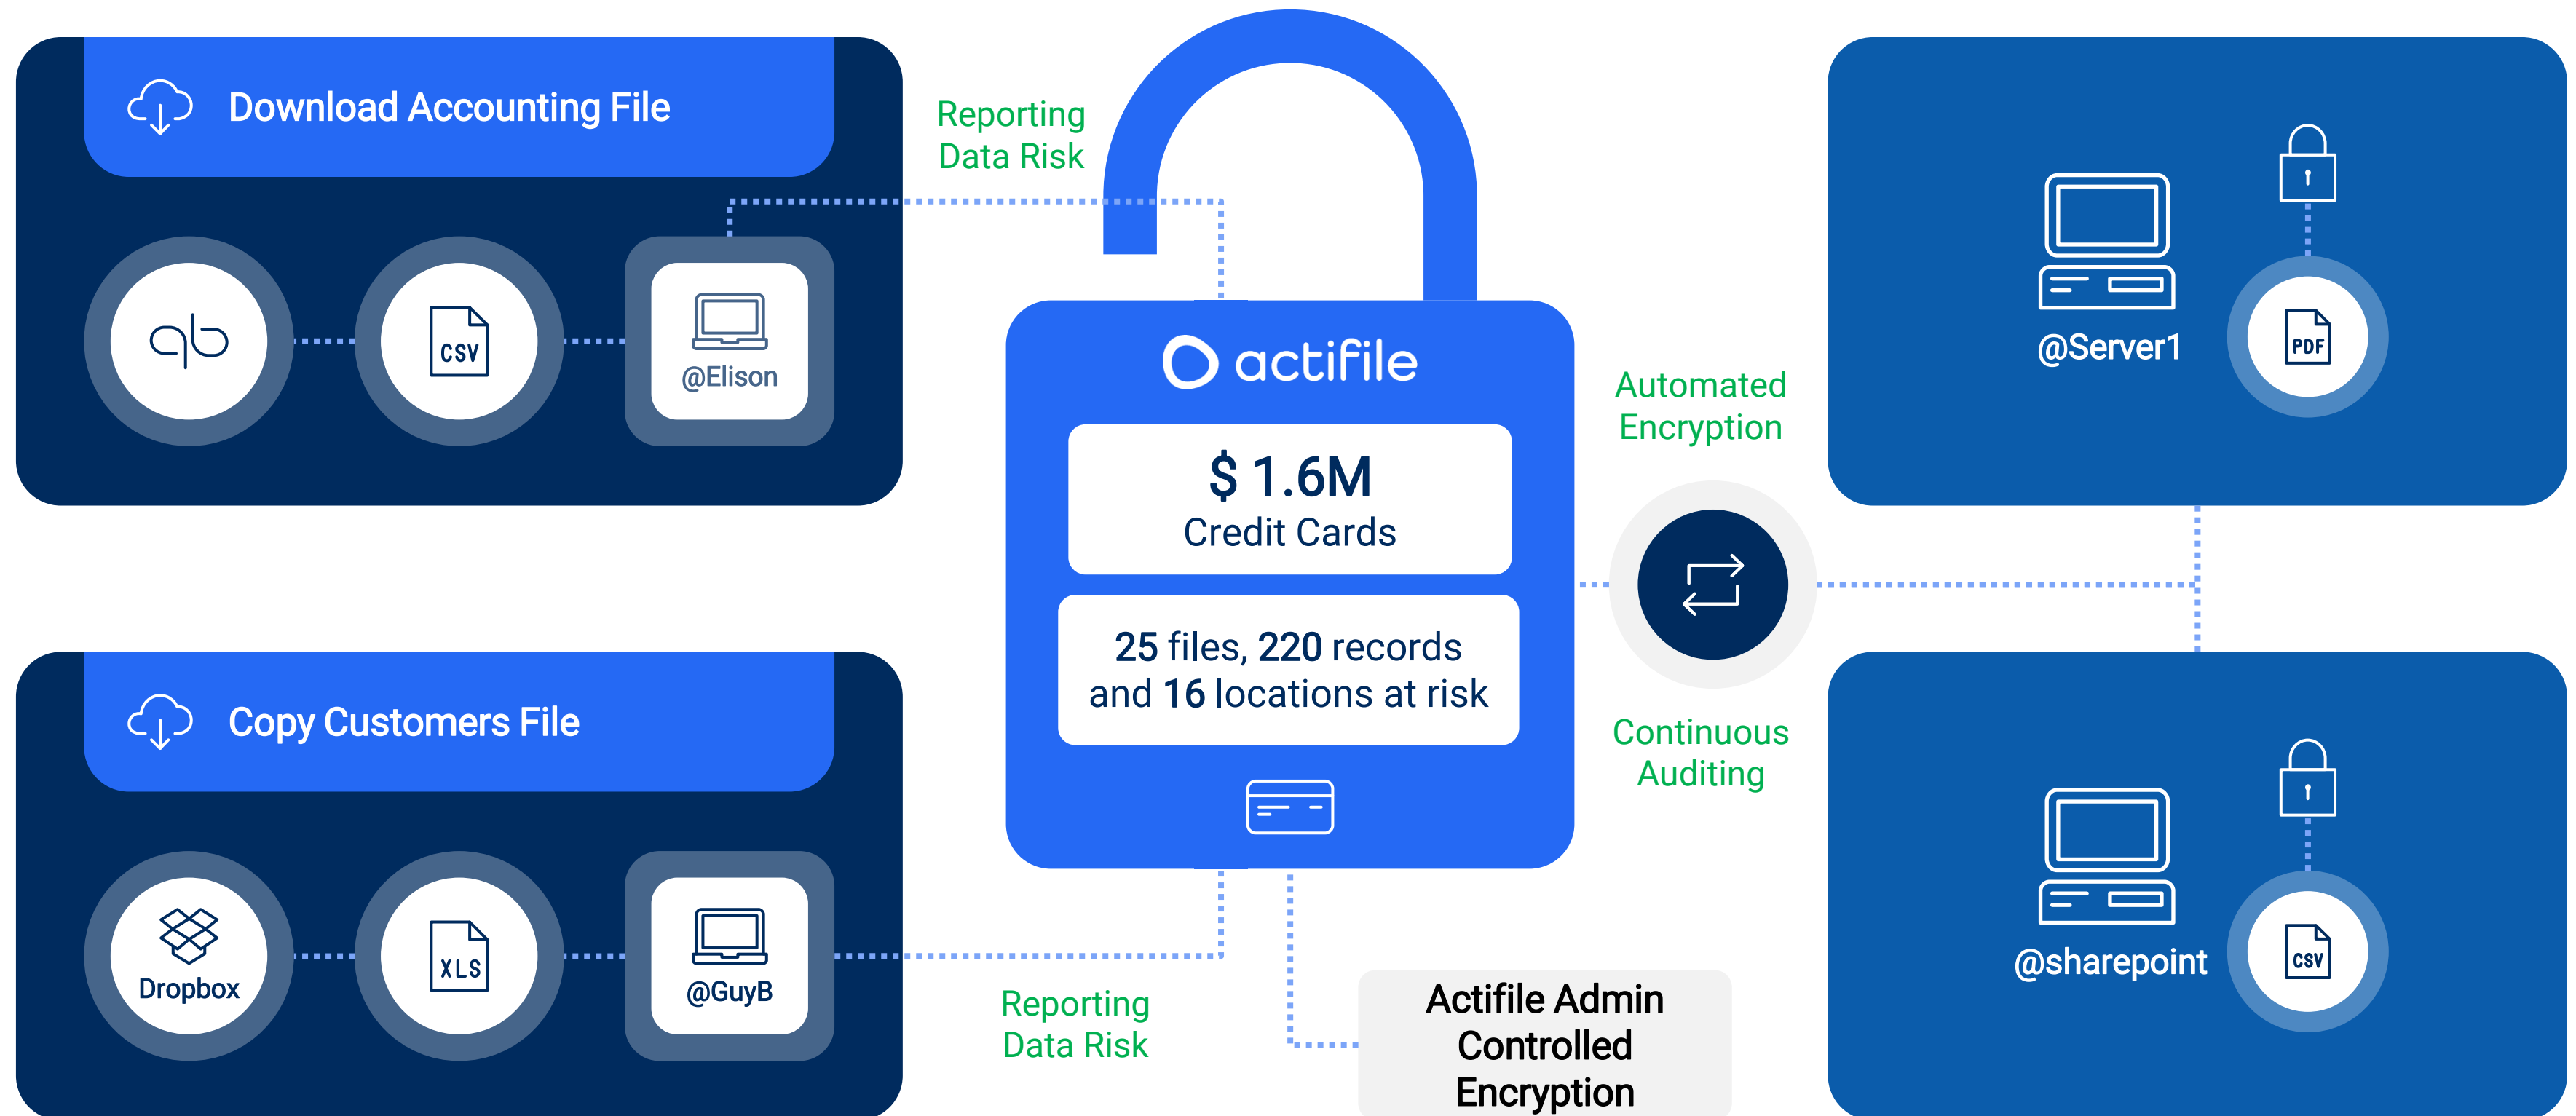 Download Accounting File
qb
CSV
@Elison
Reporting
Data Risk
actifile
$ 1.6M
Credit Cards
25 files, 220 records
and 16 locations at risk
Automated
Encryption
Continuous
Auditing
@Server1
PDF
Copy Customers File
Dropbox
XLS
@GuyB
Reporting
Data Risk
Actifile Admin
Controlled
Encryption
@sharepoint
CSV